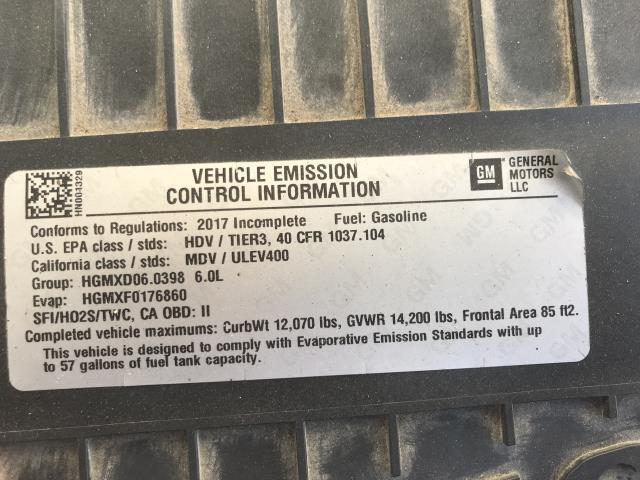 HN004329
VEHICLE EMISSION
CONTROL INFORMATION
GM
GENERAL
MOTORS
LLC
Conforms to Regulations: 2017 Incomplete Fuel: Gasoline
U.S. EPA class / stds: HDV / TIER3, 40 CFR 1037.104
California class / stds: MDV / ULEV400
Group: HGMXD06.0398 6.0L
Evap: HGMXF0176860
SFI/HO2S/TWC, CA OBD: II
Completed vehicle maximums: CurbWt 12,070 lbs, GVWR 14,200 lbs, Frontal Area 85 ft2.
This vehicle is designed to comply with Evaporative Emission Standards with up
to 57 gallons of fuel tank capacity.